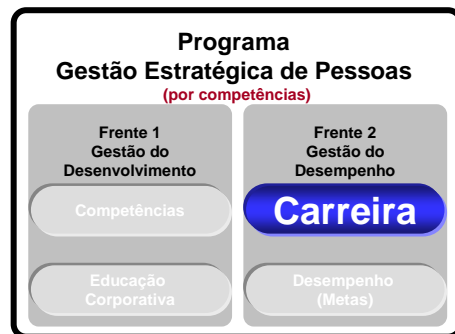 Programa
Gestão Estratégica de Pessoas
(por competências)
Frente 1
Gestão do
Desenvolvimento
Competências
Educação
Corporativa
Frente 2
Gestão do
Desempenho
Carreira
Desempenho
(Metas)